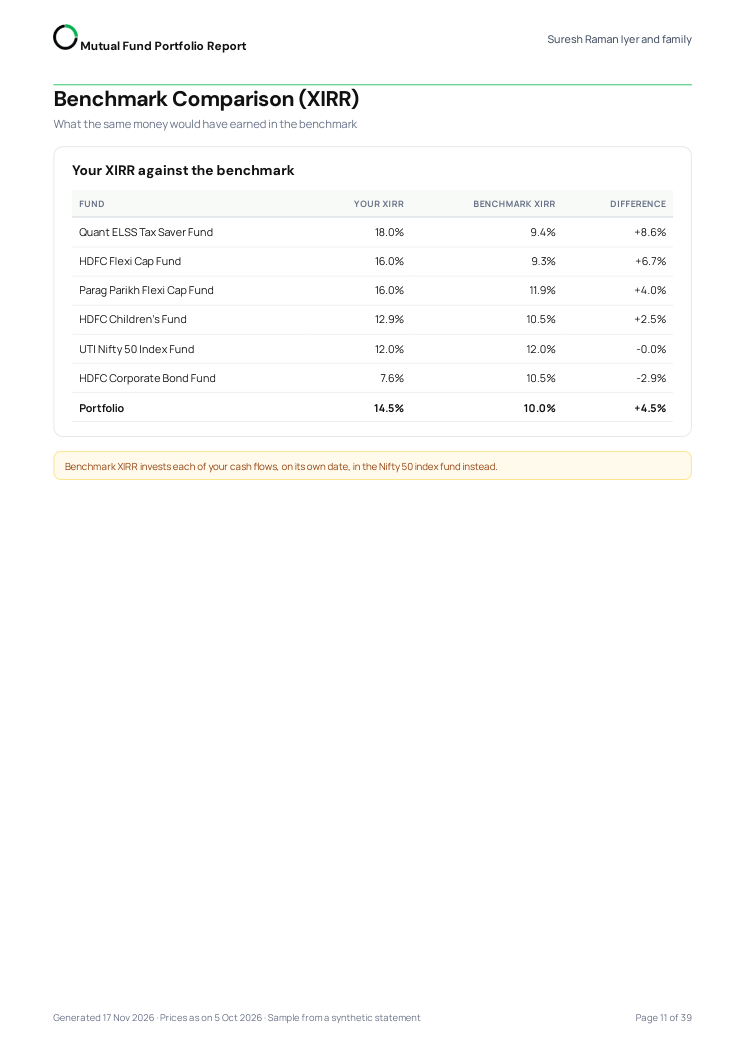 Mutual Fund Portfolio Report
Suresh Raman Iyer and family
Benchmark Comparison (XIRR)
What the same money would have earned in the benchmark
Your XIRR against the benchmark
FUND YOUR XIRR BENCHMARK XIRR DIFFERENCE
Quant ELSS Tax Saver Fund 18.0% 9.4% +8.6%
HDFC Flexi Cap Fund 16.0% 9.3% +6.7%
Parag Parikh Flexi Cap Fund 16.0% 11.9% +4.0%
HDFC Children's Fund 12.9% 10.5% +2.5%
UTI Nifty 50 Index Fund 12.0% 12.0% -0.0%
HDFC Corporate Bond Fund 7.6% 10.5% -2.9%
Portfolio 14.5% 10.0% +4.5%
Benchmark XIRR invests each of your cash flows, on its own date, in the Nifty 50 index fund instead.
Generated 17 Nov 2026 · Prices as on 5 Oct 2026 · Sample from a synthetic statement
Page 11 of 39